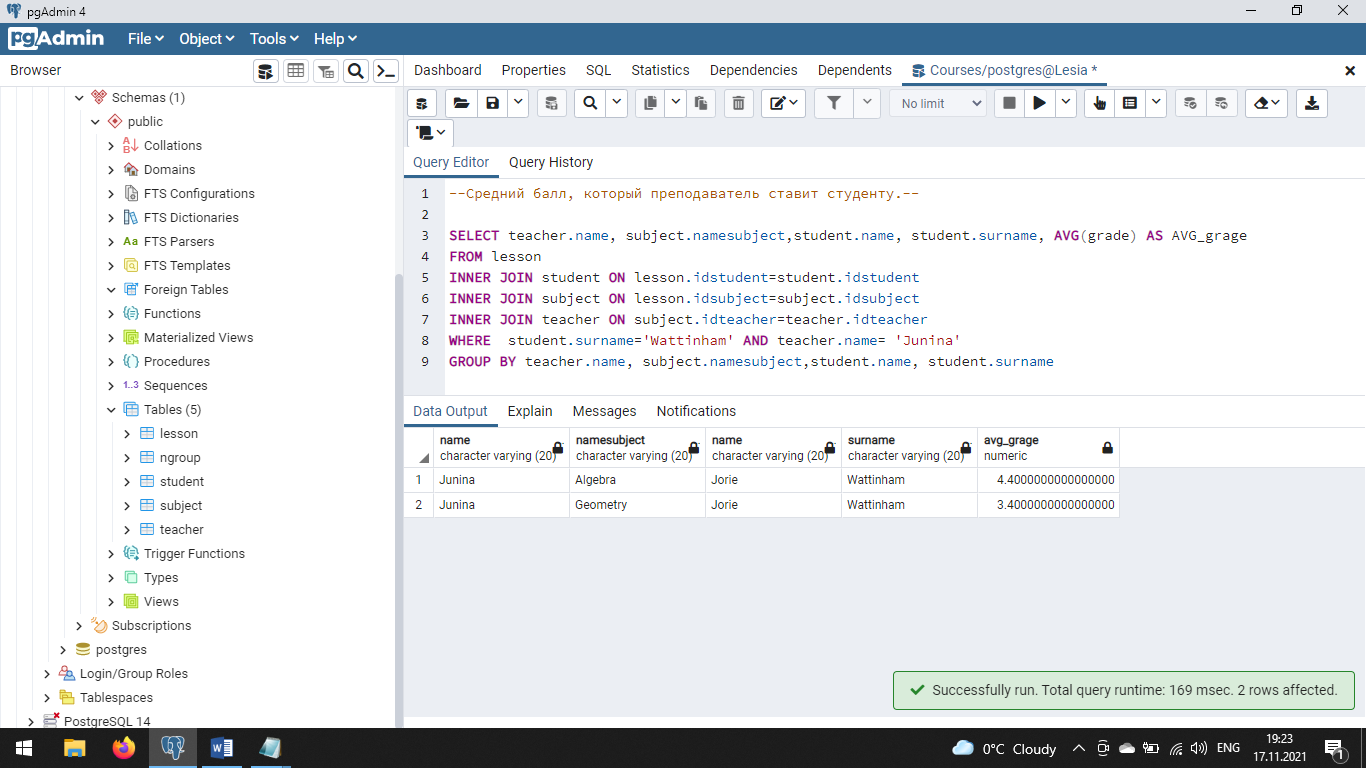 pgAdmin 4
pgAdmin File Object Tools Help
Browser
Dashboard Properties SQL Statistics Dependencies Dependents Courses/postgres@Lesia *
No limit
Schemas (1)
public
Collations
Domains
FTS Configurations
FTS Dictionaries
Aa FTS Parsers
FTS Templates
Foreign Tables
Functions
Materialized Views
Procedures
1..3 Sequences
Tables (5)
lesson
ngroup
student
subject
teacher
Trigger Functions
Types
Views
Subscriptions
postgres
Login/Group Roles
Tablespaces
PostgreSQL 14
Query Editor Query History
1 --Средний балл, который преподаватель ставит студенту.--
2
3 SELECT teacher.name, subject.namesubject,student.name, student.surname, AVG(grade) AS AVG_grage
4 FROM lesson
5 INNER JOIN student ON lesson.idstudent=student.idstudent
6 INNER JOIN subject ON lesson.idsubject=subject.idsubject
7 INNER JOIN teacher ON subject.idteacher=teacher.idteacher
8 WHERE  student.surname='Wattinham' AND teacher.name= 'Junina'
9 GROUP BY teacher.name, subject.namesubject,student.name, student.surname
Data Output Explain Messages Notifications
name namesubject name surname avg_grage
character varying (20) character varying (20) character varying (20) character varying (20) numeric
1 Junina Algebra Jorie Wattinham 4.4000000000000000
2 Junina Geometry Jorie Wattinham 3.4000000000000000
Successfully run. Total query runtime: 169 msec. 2 rows affected.
0°C Cloudy ENG 19:23
17.11.2021
1